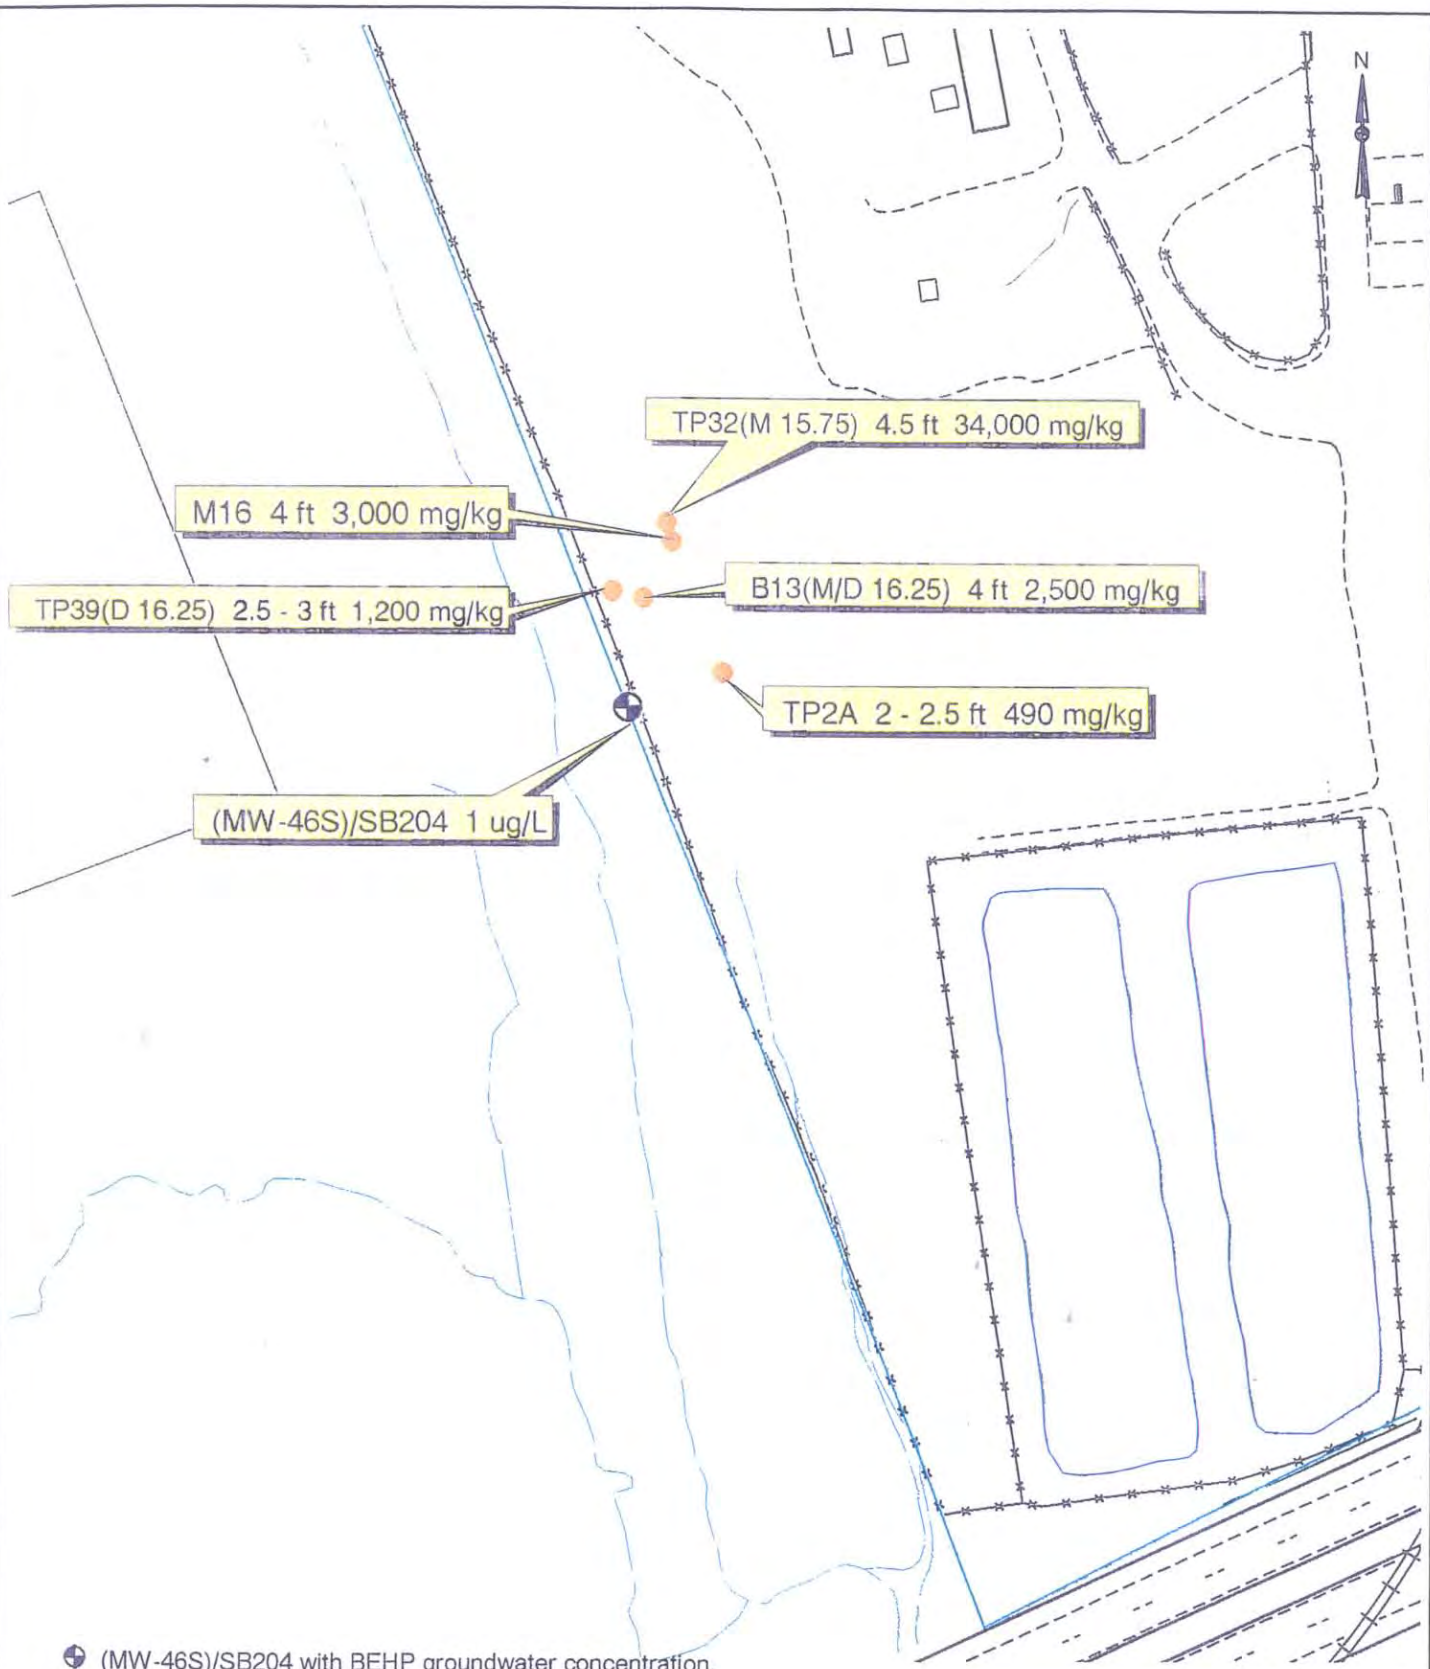 N
TP32(M 15.75) 4.5 ft 34,000 mg/kg
M16 4 ft 3,000 mg/kg
TP39(D 16.25) 2.5 - 3 ft 1,200 mg/kg
B13(M/D 16.25) 4 ft 2,500 mg/kg
TP2A 2 - 2.5 ft 490 mg/kg
(MW-46S)/SB204 1 ug/L
(MW-46S)/SB204 with BEHP groundwater concentration